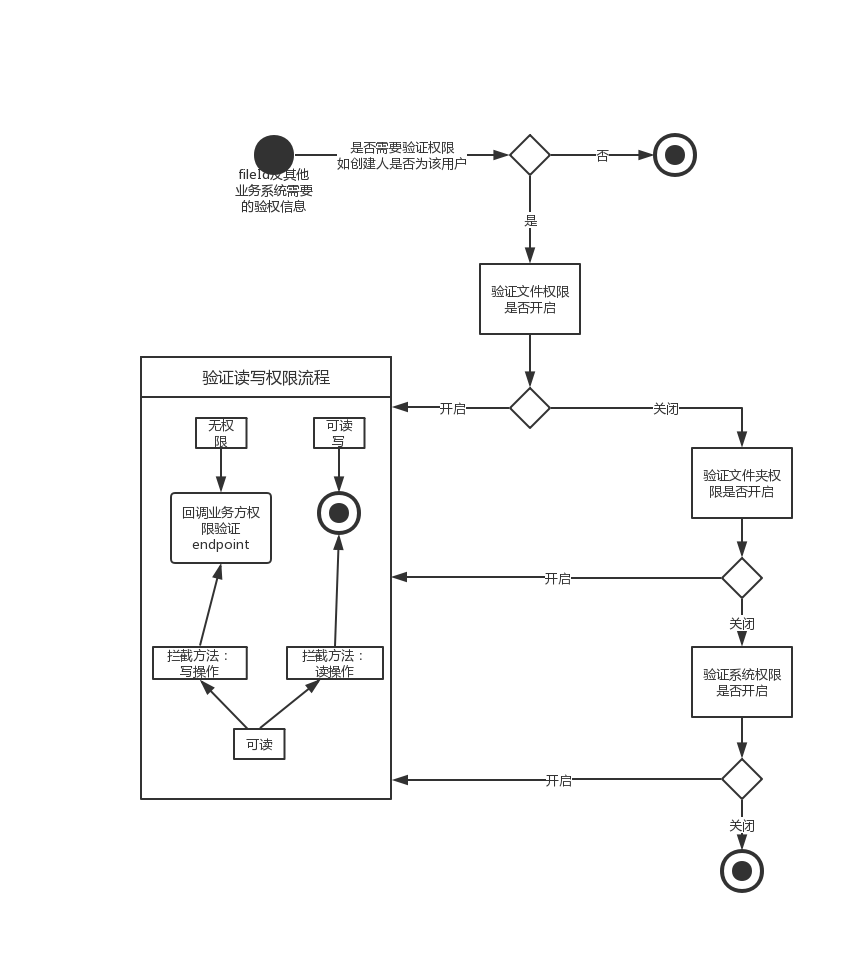 是否需要验证权限
如创建人是否为该用户
否
fileId及其他
业务系统需要
的验权信息
是
验证文件权限
是否开启
验证读写权限流程
开启
关闭
无权
限
可读
写
验证文件夹权
限是否开启
回调业务方权
限验证
endpoint
开启
关闭
拦截方法：
写操作
拦截方法：
读操作
验证系统权限
是否开启
可读
开启
关闭